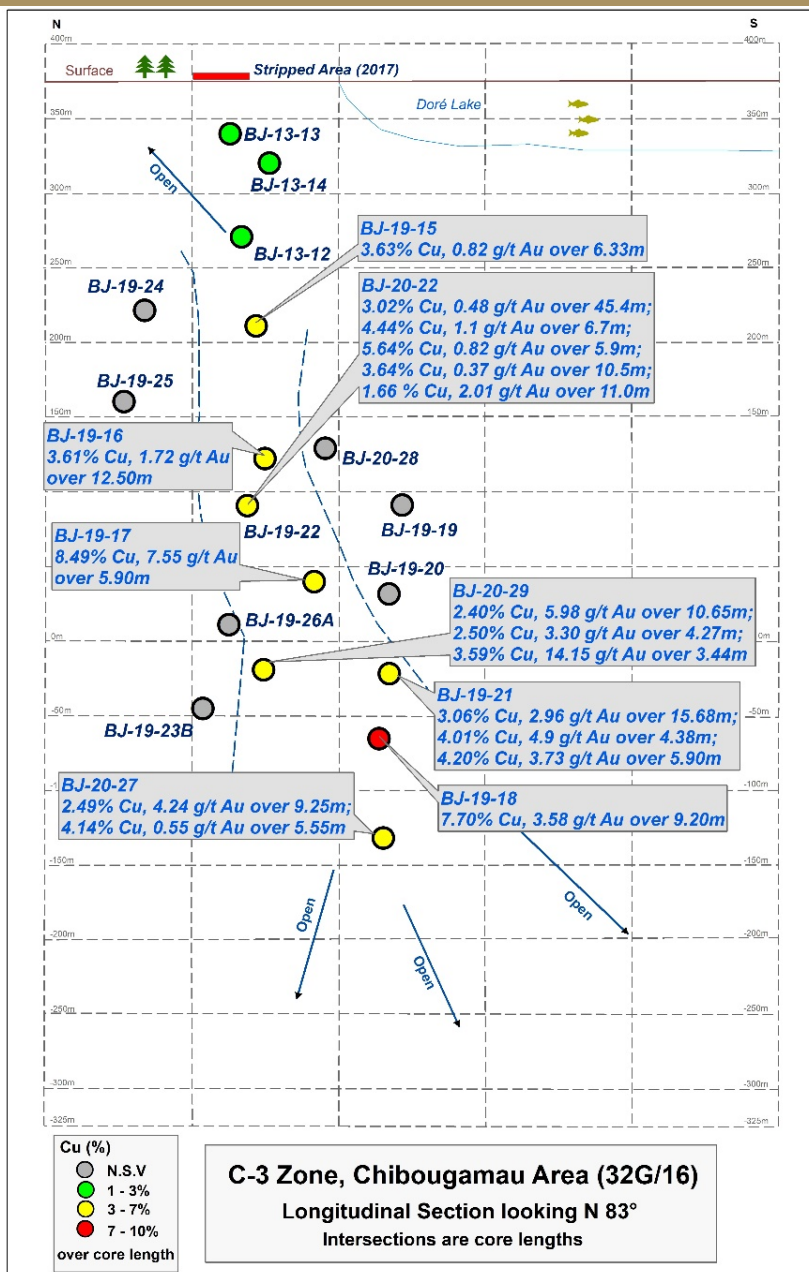 N
S
400m
400m
Surface
Stripped Area (2017)
350m
Doré Lake
350m
BJ-13-13
BJ-13-14
Open
300m
300m
BJ-13-12
BJ-19-15
3.63% Cu, 0.82 g/t Au over 6.33m
250m
250m
BJ-19-24
BJ-20-22
3.02% Cu, 0.48 g/t Au over 45.4m;
4.44% Cu, 1.1 g/t Au over 6.7m;
5.64% Cu, 0.82 g/t Au over 5.9m;
3.64% Cu, 0.37 g/t Au over 10.5m;
1.66 % Cu, 2.01 g/t Au over 11.0m
200m
200m
BJ-19-25
150m
150m
BJ-19-16
3.61% Cu, 1.72 g/t Au
over 12.50m
BJ-20-28
100m
BJ-19-22
BJ-19-19
BJ-19-17
8.49% Cu, 7.55 g/t Au
over 5.90m
BJ-19-20
50m
BJ-20-29
2.40% Cu, 5.98 g/t Au over 10.65m;
2.50% Cu, 3.30 g/t Au over 4.27m;
3.59% Cu, 14.15 g/t Au over 3.44m
BJ-19-26A
0m
0m
BJ-19-21
3.06% Cu, 2.96 g/t Au over 15.68m;
4.01% Cu, 4.9 g/t Au over 4.38m;
4.20% Cu, 3.73 g/t Au over 5.90m
-50m
-50m
BJ-19-23B
BJ-20-27
2.49% Cu, 4.24 g/t Au over 9.25m;
4.14% Cu, 0.55 g/t Au over 5.55m
BJ-19-18
7.70% Cu, 3.58 g/t Au over 9.20m
-100m
-150m
-150m
Open
Open
Open
-200m
-200m
-250m
-250m
-300m
-300m
-325m
-325m
Cu (%)
N.S.V
1 - 3%
3 - 7%
7 - 10%
over core length
C-3 Zone, Chibougamau Area (32G/16)
Longitudinal Section looking N 83°
Intersections are core lengths